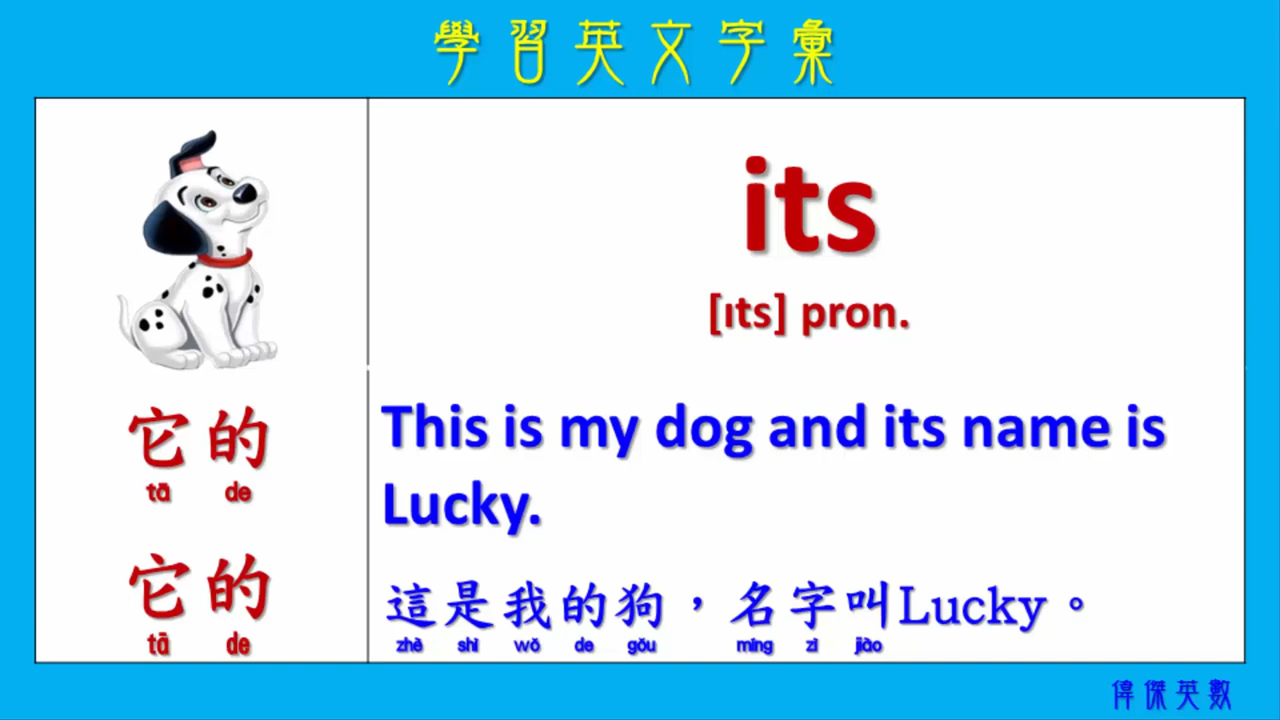 學習英文字彙
its
[ɪts] pron.
它的
tā de
它的
tā de
This is my dog and its name is
Lucky.
這是我的狗，名字叫Lucky。
zhè shì wǒ de gǒu míng zì jiào
偉傑英數